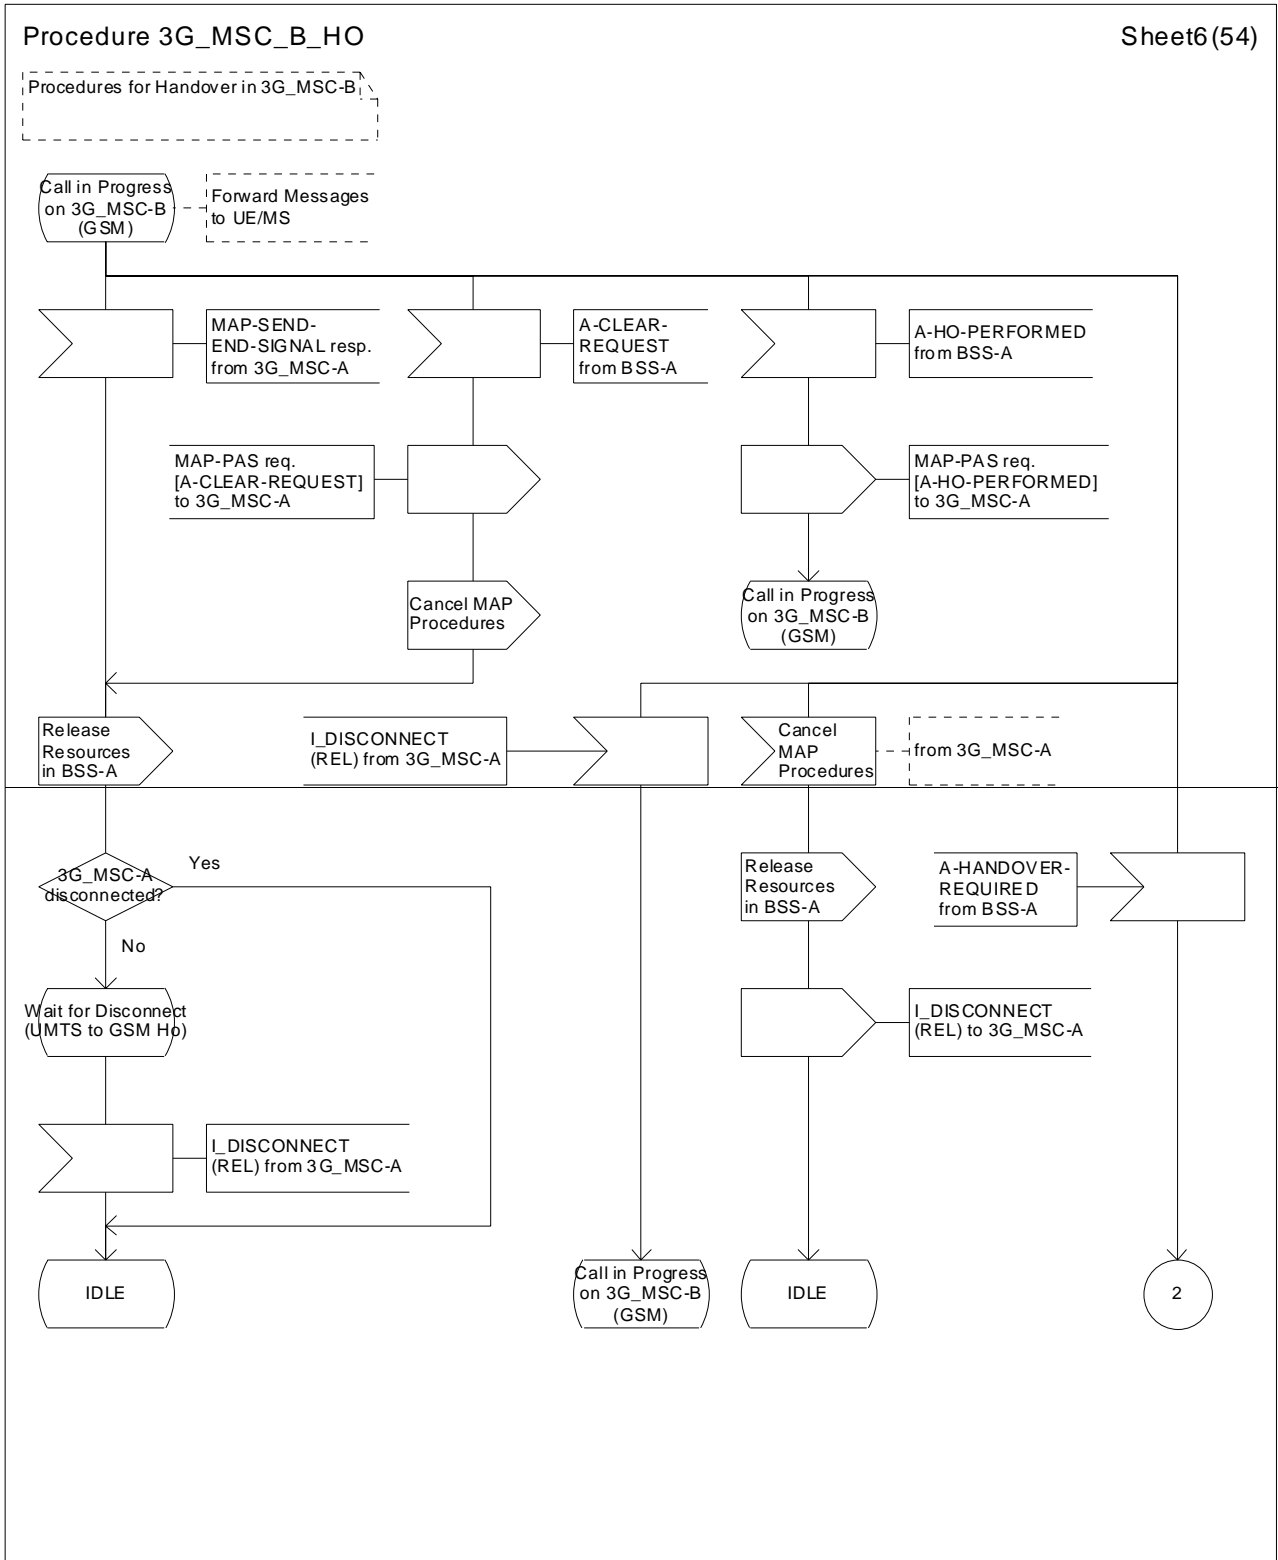 Procedure 3G_MSC_B_HO
Sheet6(54)
Procedures for Handover in 3G_MSC-B
Call in Progress
on 3G_MSC-B
(GSM)
Forward Messages
to UE/MS
MAP-SEND-
END-SIGNAL resp.
from 3G_MSC-A
A-CLEAR-
REQUEST
from BSS-A
A-HO-PERFORMED
from BSS-A
MAP-PAS req.
[A-CLEAR-REQUEST]
to 3G_MSC-A
MAP-PAS req.
[A-HO-PERFORMED]
to 3G_MSC-A
Cancel MAP
Procedures
Call in Progress
on 3G_MSC-B
(GSM)
Release
Resources
in BSS-A
I_DISCONNECT
(REL) from 3G_MSC-A
Cancel
MAP
Procedures
from 3G_MSC-A
3G_MSC-A
disconnected?
Yes
No
Release
Resources
in BSS-A
A-HANDOVER-
REQUIRED
from BSS-A
Wait for Disconnect
(UMTS to GSM Ho)
I_DISCONNECT
(REL) to 3G_MSC-A
I_DISCONNECT
(REL) from 3G_MSC-A
IDLE
Call in Progress
on 3G_MSC-B
(GSM)
IDLE
2